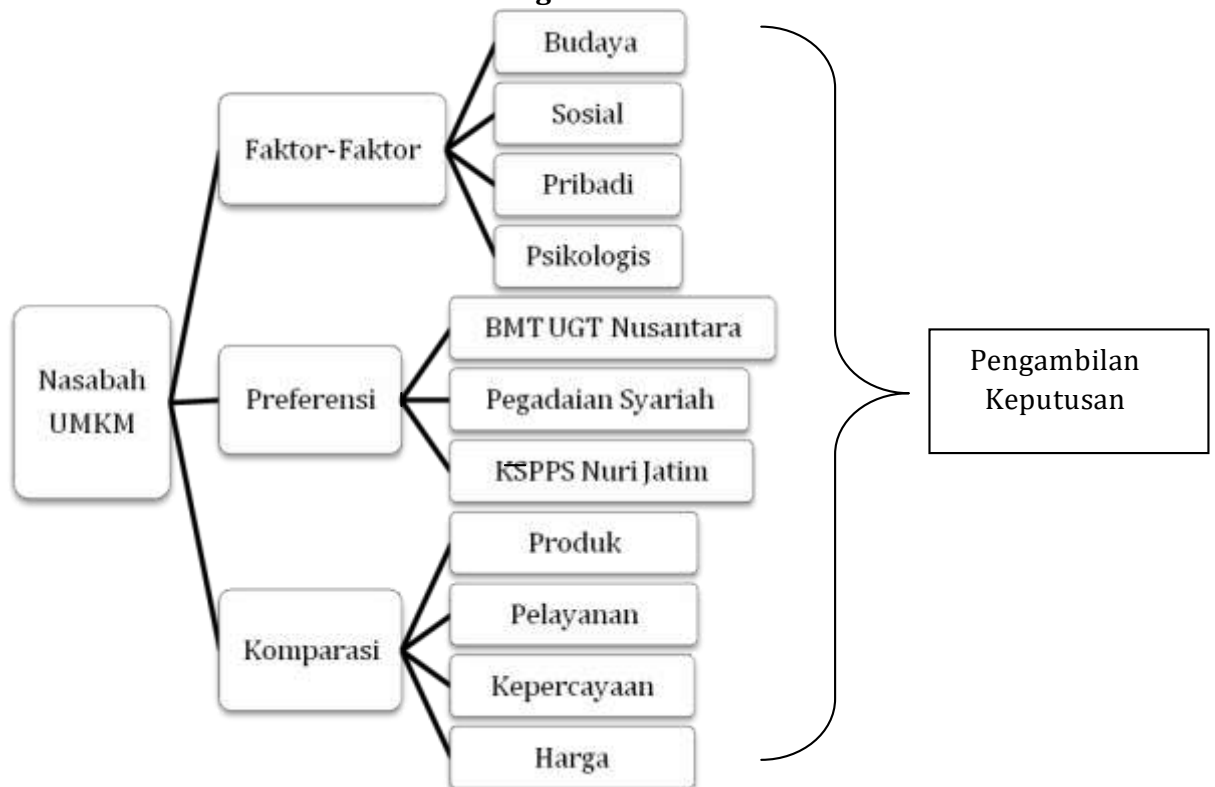 Budaya
Sosial
Faktor-Faktor
Pribadi
Psikologis
BMT UGT Nusantara
Nasabah
UMKM
Preferensi
Pegadaian Syariah
KSPPS Nuri Jatim
Produk
Pelayanan
Komparasi
Kepercayaan
Harga
Pengambilan
Keputusan